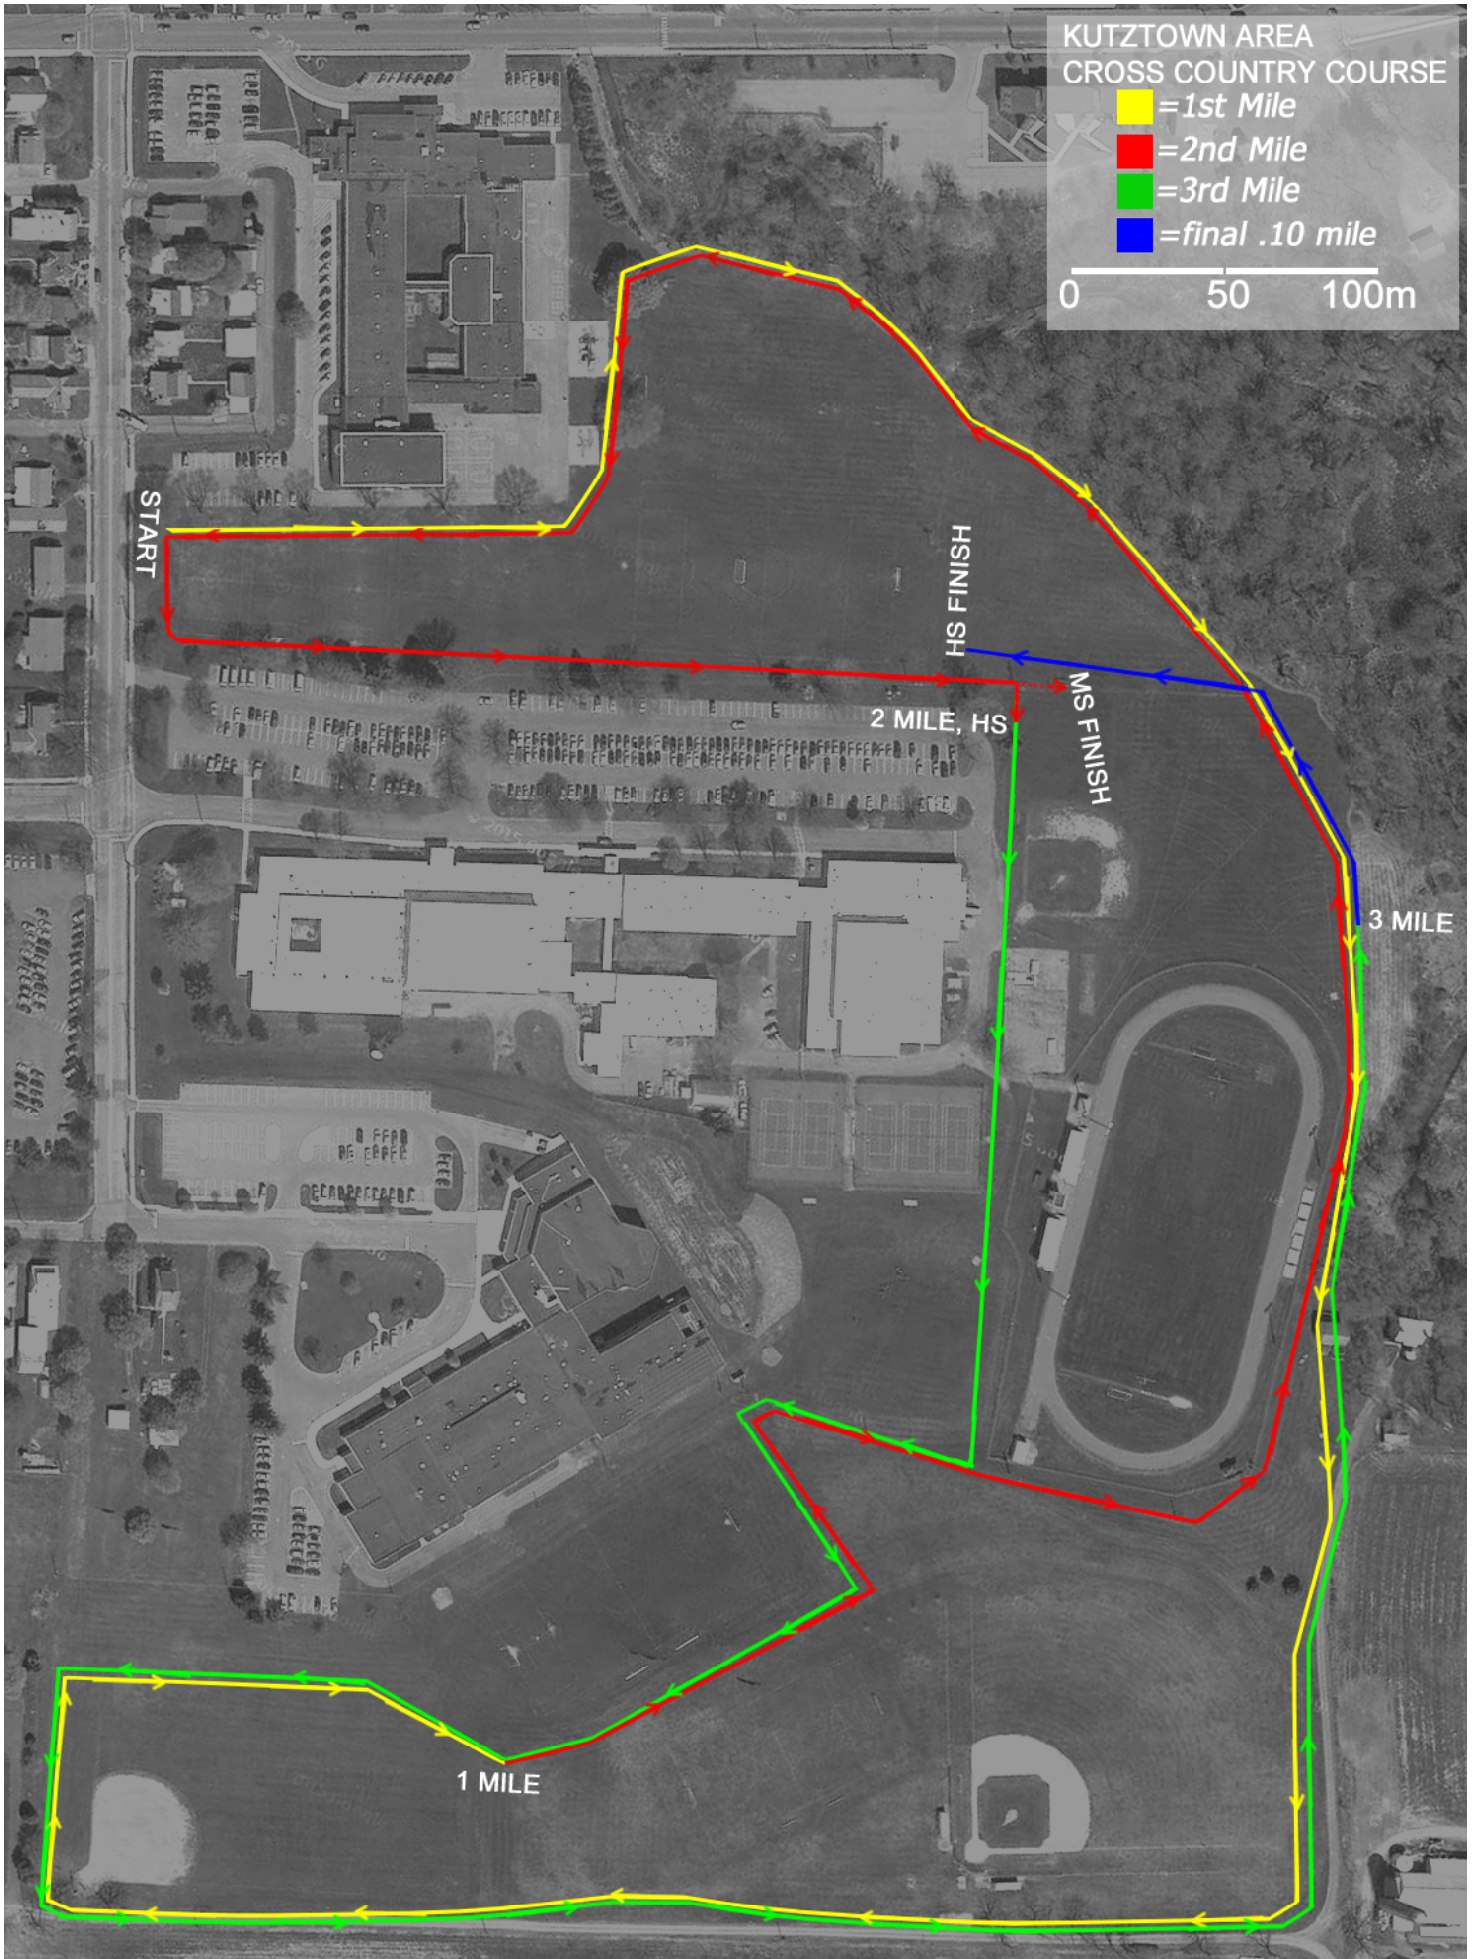 KUTZTOWN AREA
CROSS COUNTRY COURSE
=1st Mile
=2nd Mile
=3rd Mile
=final .10 mile
0 50 100m
START
HS FINISH
MS FINISH
2 MILE, HS
3 MILE
1 MILE